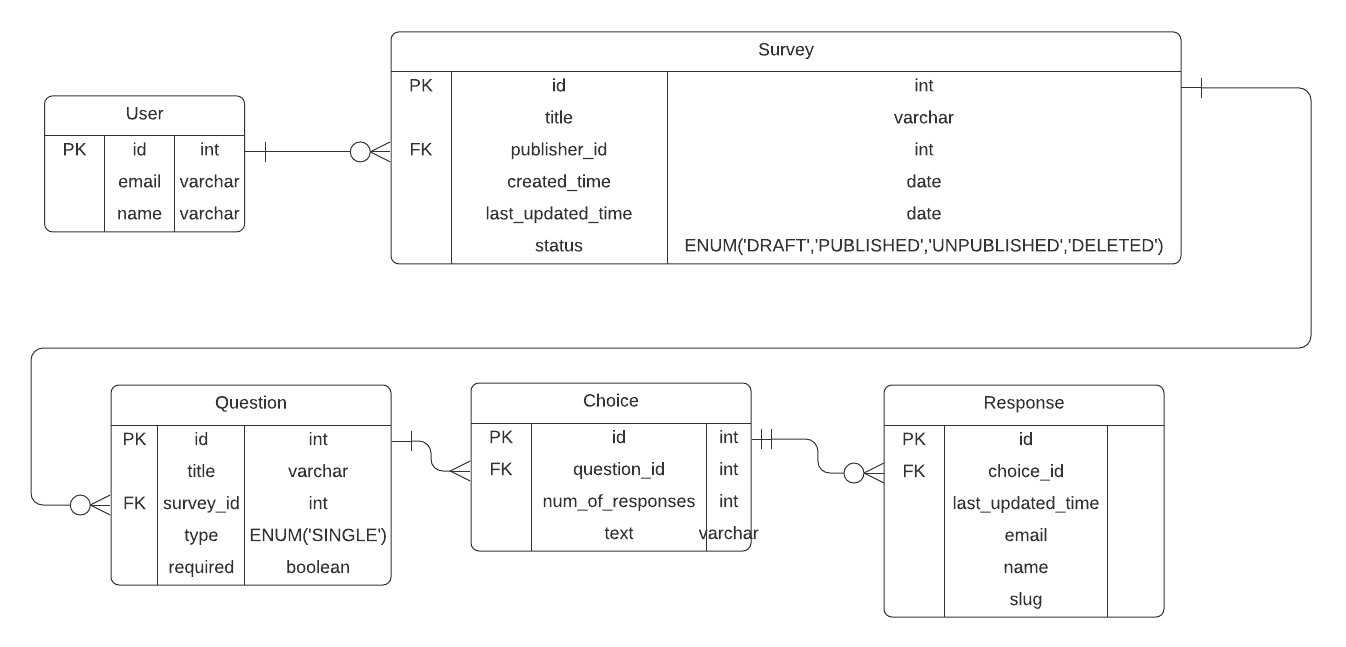 Survey
PK id int
title varchar
FK publisher_id int
created_time date
last_updated_time date
status ENUM('DRAFT','PUBLISHED','UNPUBLISHED','DELETED')
User
PK id int
email varchar
name varchar
Question
PK id int
title varchar
FK survey_id int
type ENUM('SINGLE')
required boolean
Choice
PK id int
FK question_id int
num_of_responses int
text varchar
Response
PK id
FK choice_id
last_updated_time
email
name
slug